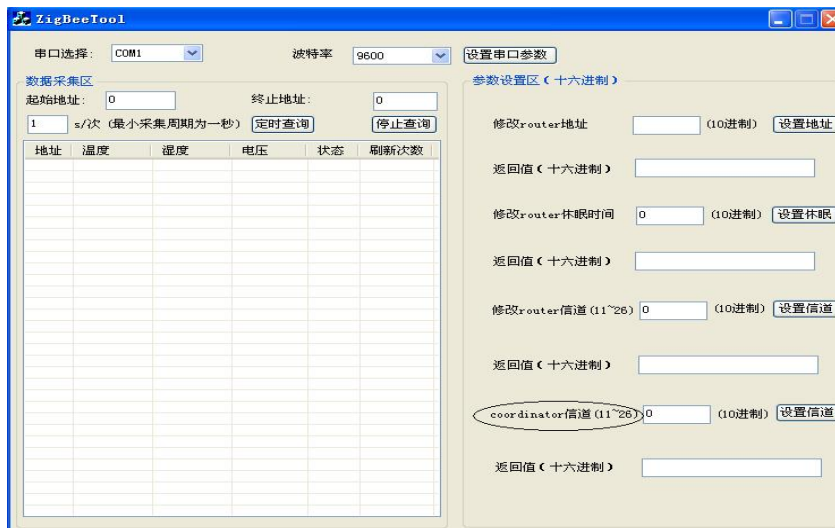 ZigBeeTool
串口选择: COM1 波特率 9600 设置串口参数
数据采集区
起始地址: 0 终止地址: 0
1 s/次 (最小采集周期为一秒) 定时查询 停止查询
地址 温度 湿度 电压 状态 刷新次数
参数设置区(十六进制)
修改router地址 (10进制) 设置地址
返回值(十六进制)
修改router休眠时间 0 (10进制) 设置休眠
返回值(十六进制)
修改router信道(11~26) 0 (10进制) 设置信道
返回值(十六进制)
coordinator信道(11~26) 0 (10进制) 设置信道
返回值(十六进制)